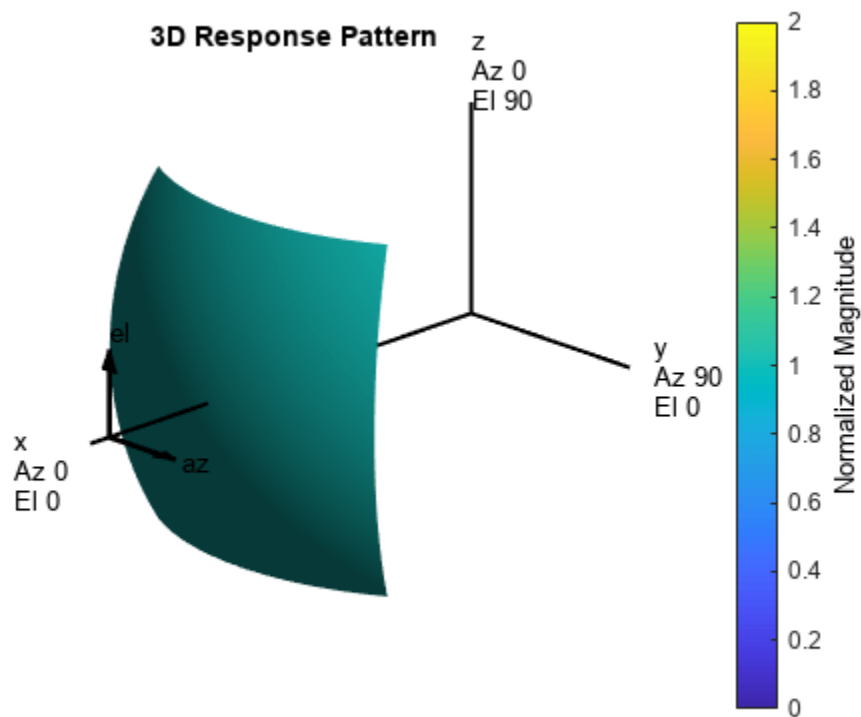 3D Response Pattern
z
Az 0
El 90
el
az
x
Az 0
El 0
y
Az 90
El 0
2
1.8
1.6
1.4
1.2
1
0.8
0.6
0.4
0.2
0
Normalized Magnitude